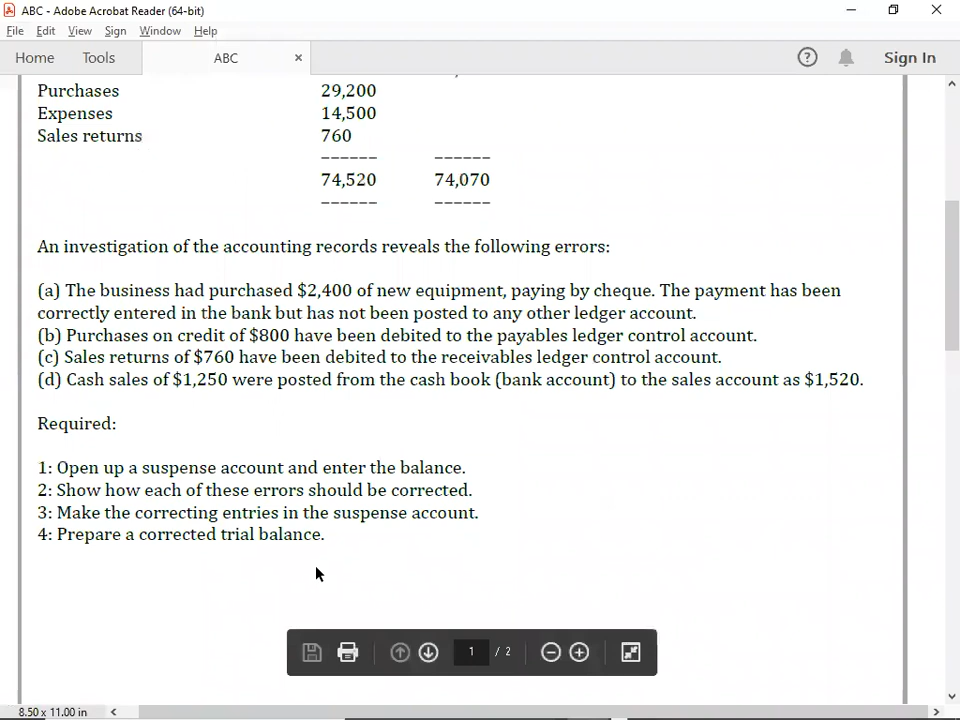 ABC - Adobe Acrobat Reader (64-bit)
File Edit View Sign Window Help
Home Tools ABC × ? Sign In
Purchases 29,200
Expenses 14,500
Sales returns 760
------ ------
74,520 74,070
------ ------
An investigation of the accounting records reveals the following errors:
(a) The business had purchased $2,400 of new equipment, paying by cheque. The payment has been
correctly entered in the bank but has not been posted to any other ledger account.
(b) Purchases on credit of $800 have been debited to the payables ledger control account.
(c) Sales returns of $760 have been debited to the receivables ledger control account.
(d) Cash sales of $1,250 were posted from the cash book (bank account) to the sales account as $1,520.
Required:
1: Open up a suspense account and enter the balance.
2: Show how each of these errors should be corrected.
3: Make the correcting entries in the suspense account.
4: Prepare a corrected trial balance.
1 / 2
8.50 x 11.00 in